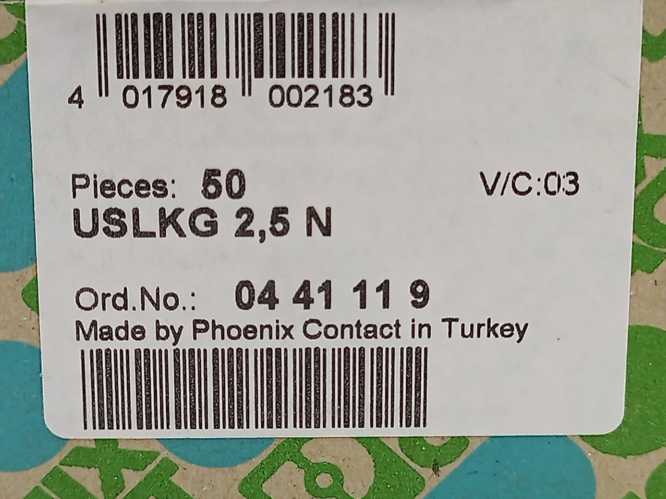 4 017918 002183
Pieces: 50 V/C:03
USLKG 2,5 N
Ord.No.: 04 41 11 9
Made by Phoenix Contact in Turkey